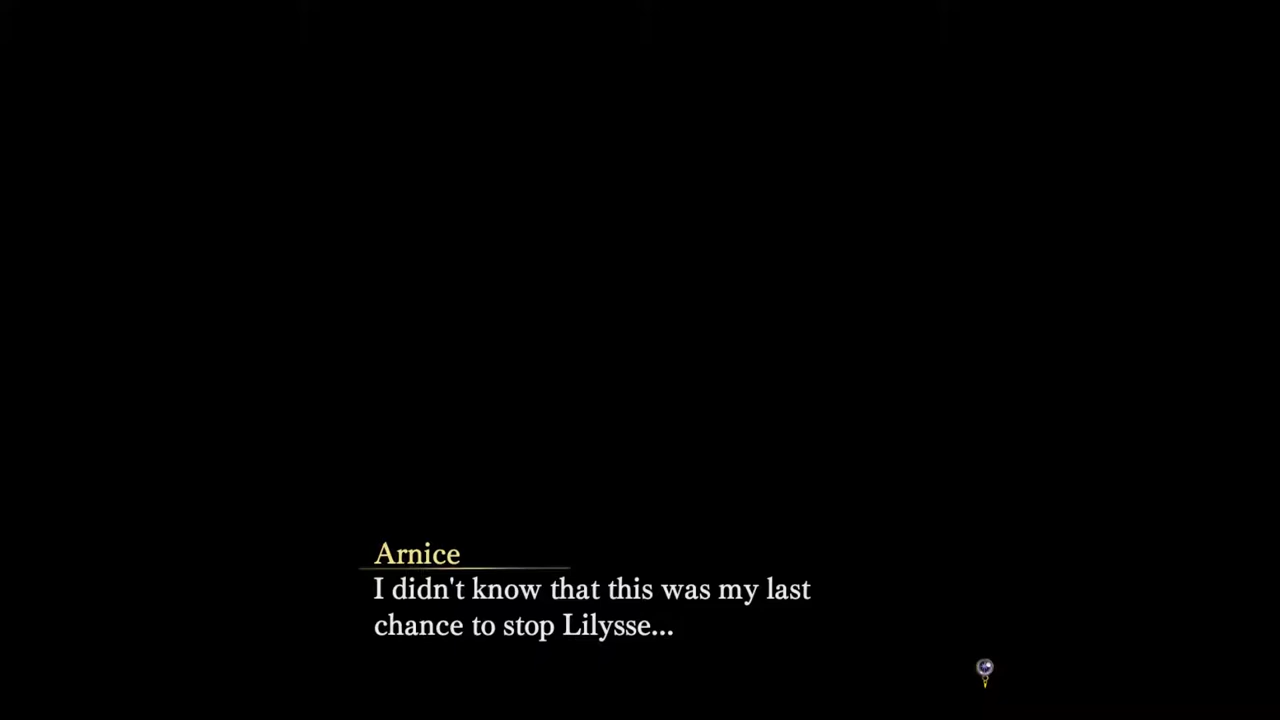 Arnice
I didn't know that this was my last
chance to stop Lilysse...